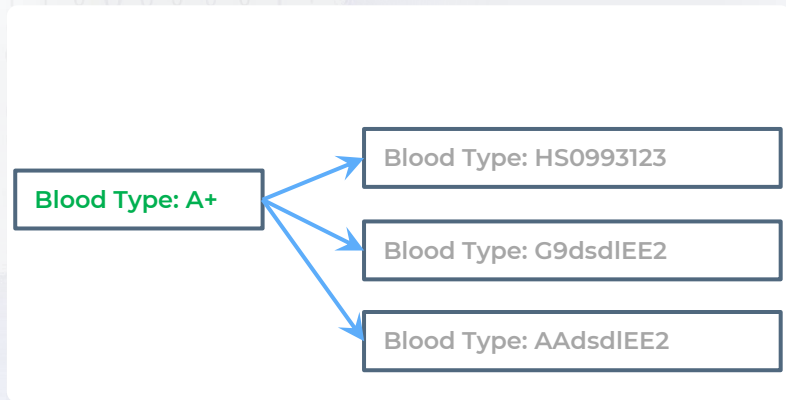 Blood Type: A+
Blood Type: HS0993123
Blood Type: G9dsdlEE2
Blood Type: AAdsdlEE2